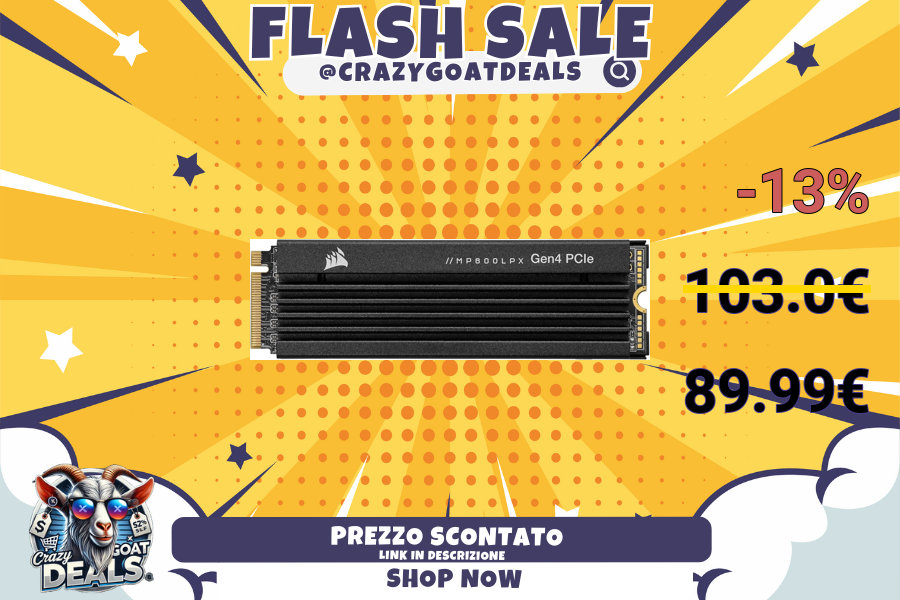 FLASH SALE
@CRAZYGOATDEALS
-13%
//MP600LPX Gen4 PCIe
103.0€
89.99€
$
52%
Crazy
GOAT
DEALS
PREZZO SCONTATO
LINK IN DESCRIZIONE
SHOP NOW